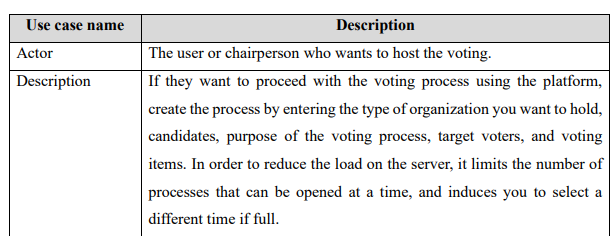 Use case name Description
Actor The user or chairperson who wants to host the voting.
Description If they want to proceed with the voting process using the platform,
create the process by entering the type of organization you want to hold,
candidates, purpose of the voting process, target voters, and voting
items. In order to reduce the load on the server, it limits the number of
processes that can be opened at a time, and induces you to select a
different time if full.